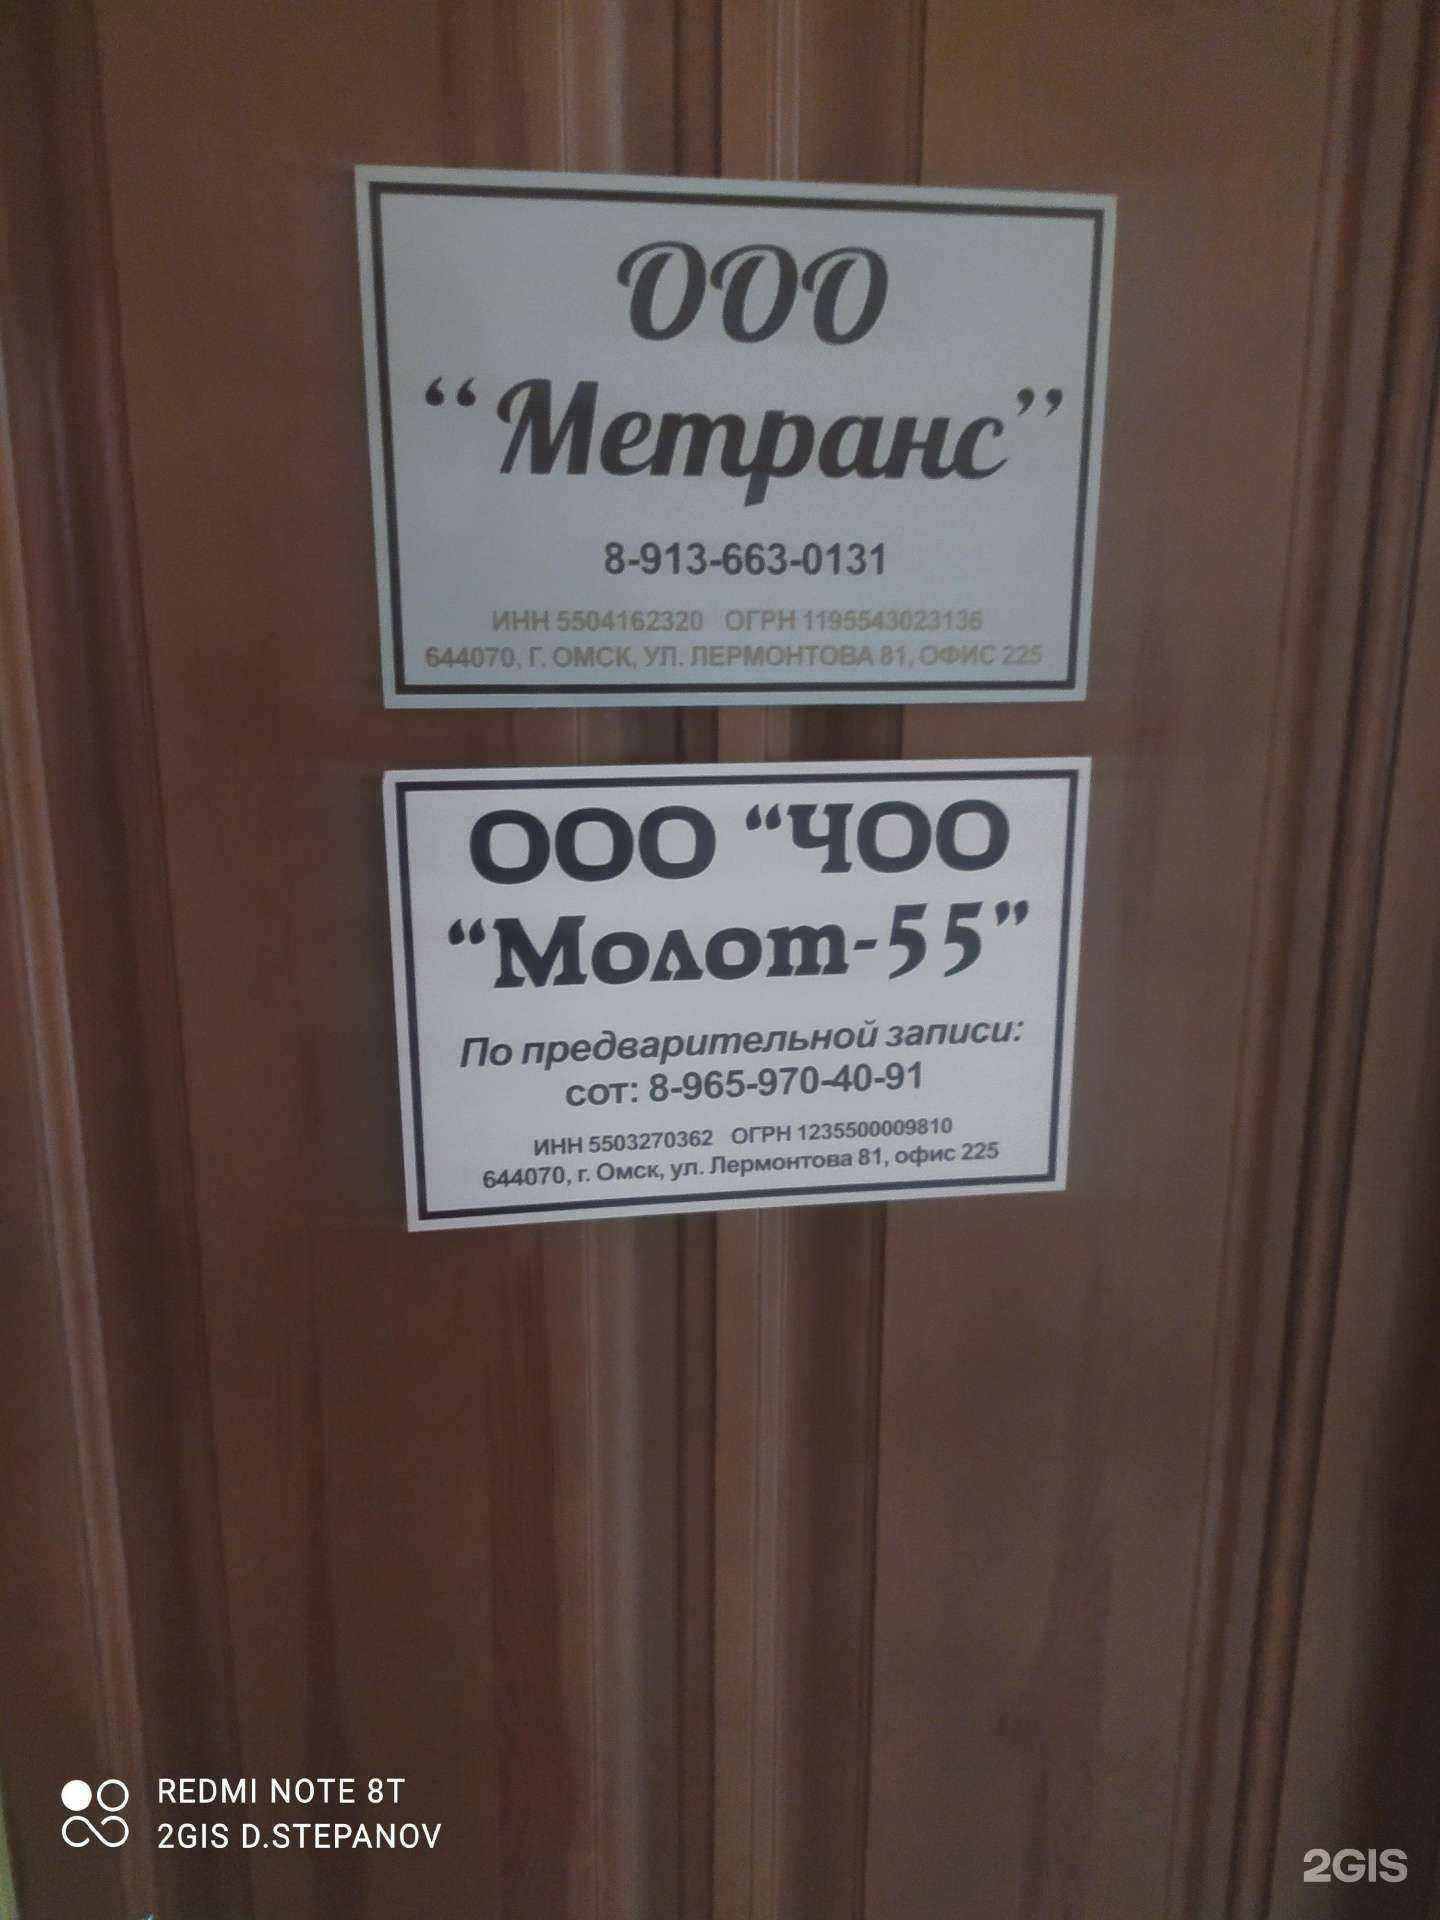 ООО
“Метранс”
8-913-663-0131
ИНН 5504162320 ОГРН 1195543023136
644070, Г. ОМСК, УЛ. ЛЕРМОНТОВА 81, ОФИС 225
ООО “ЧОО
“Молот-55”
По предварительной записи:
сот: 8-965-970-40-91
ИНН 5503270362 ОГРН 1235500009810
644070, г. Омск, ул. Лермонтова 81, офис 225
REDMI NOTE 8T
2GIS D.STEPANOV
2GIS